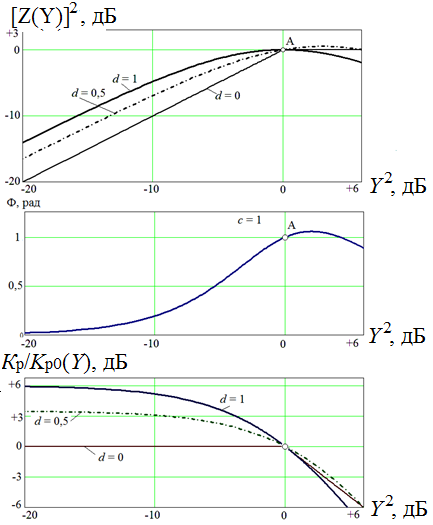 [Z(Y)]², дБ
+3
0
A
d = 1
d = 0,5
d = 0
-10
-20
-20
-10
0
+6
Y², дБ
Ф, рад
c = 1
A
1
0,5
0
-20
-10
0
+6
Y², дБ
Kр/Kр0(Y), дБ
+6
d = 1
+3
d = 0,5
0
d = 0
-3
-6
-20
-10
0
+6
Y², дБ